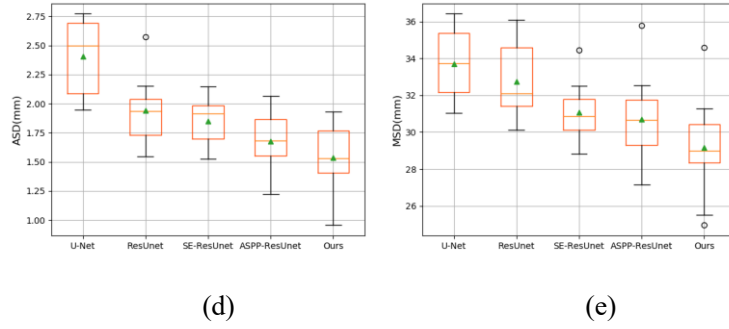 ASD(mm)
2.75
2.50
2.25
2.00
1.75
1.50
1.25
1.00
U-Net ResUnet SE-ResUnet ASPP-ResUnet Ours
(d)
MSD(mm)
36
34
32
30
28
26
U-Net ResUnet SE-ResUnet ASPP-ResUnet Ours
(e)